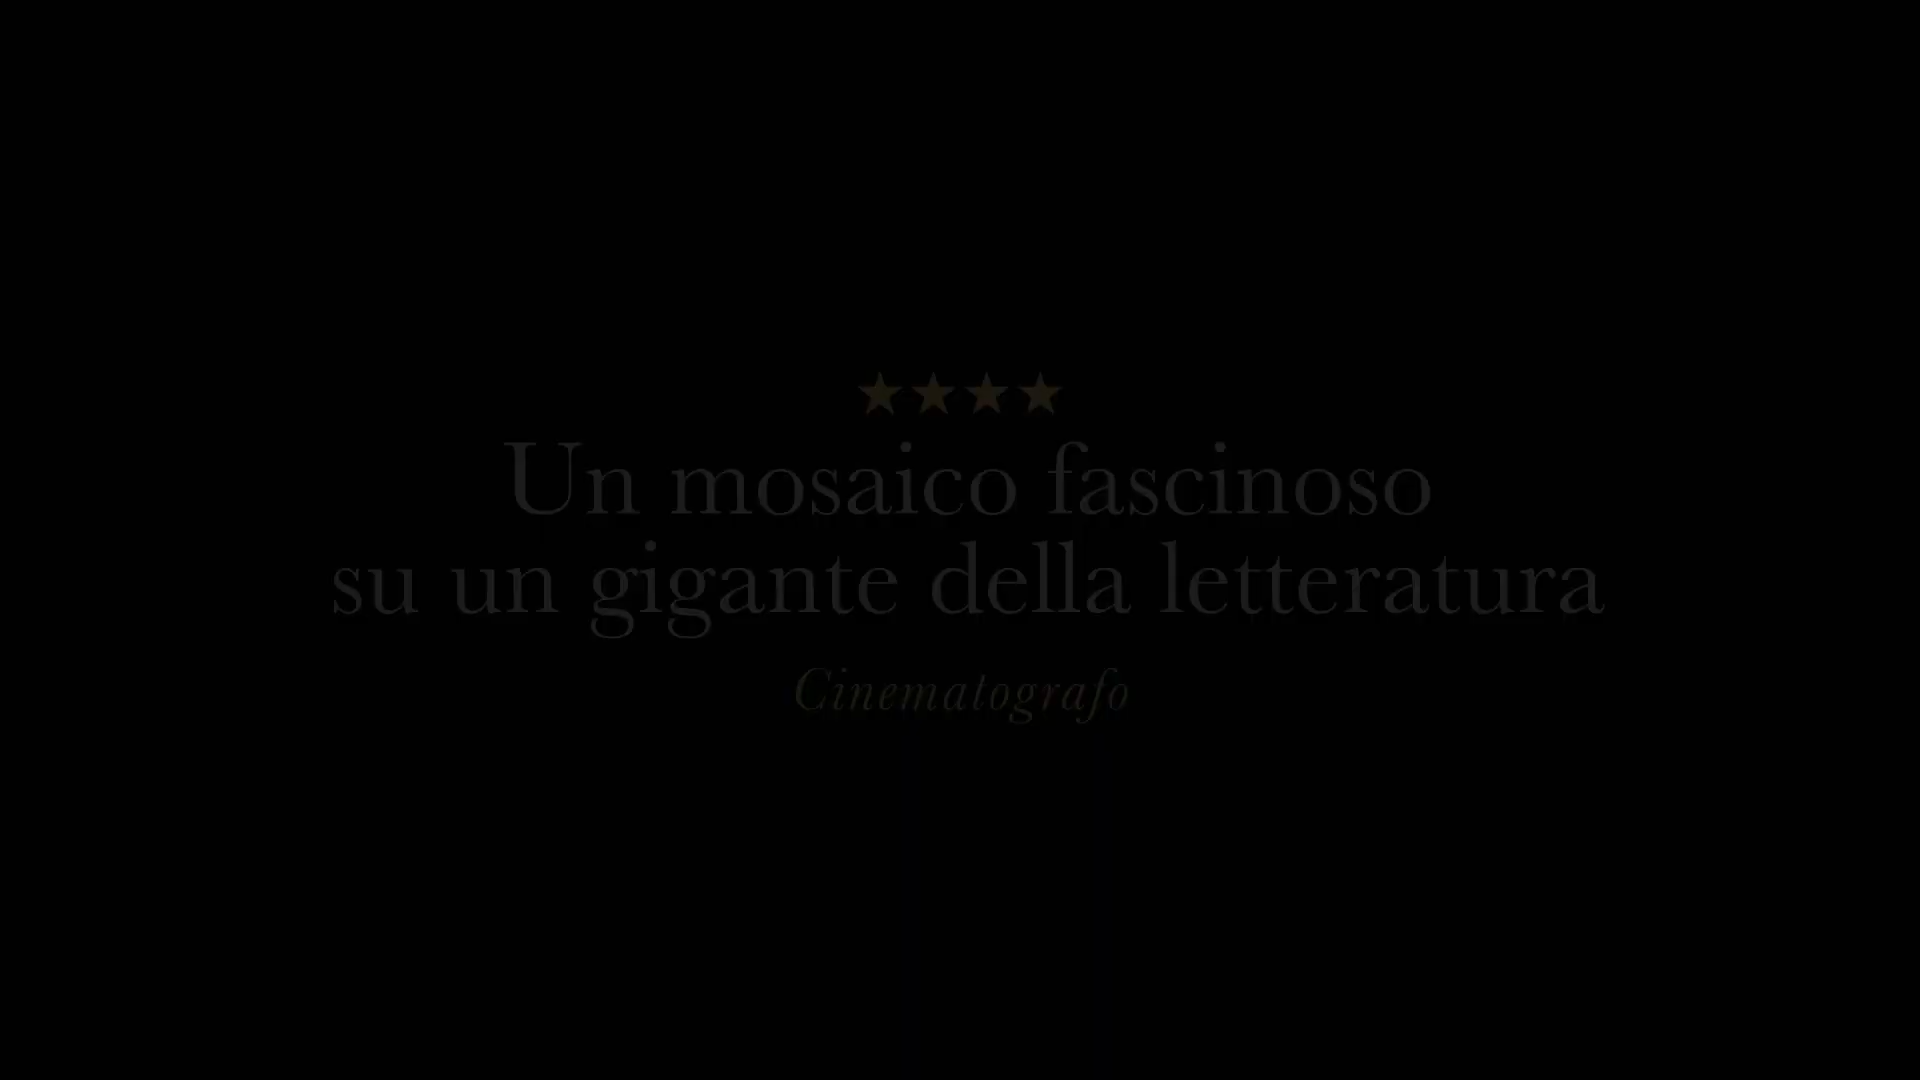 ★★★★
Un mosaico fascinoso
su un gigante della letteratura
Cinematografo